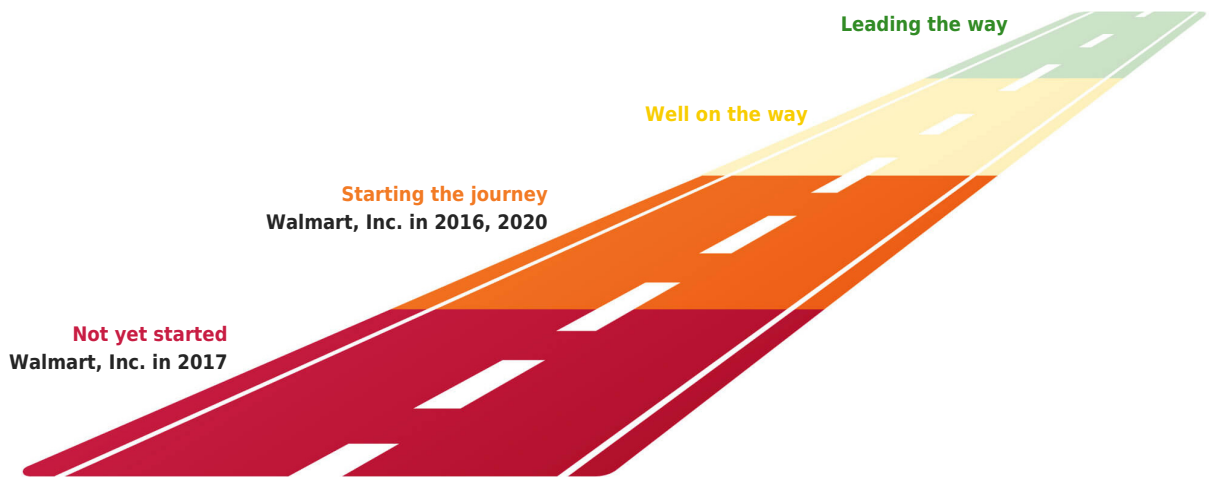 Leading the way
Well on the way
Starting the journey
Walmart, Inc. in 2016, 2020
Not yet started
Walmart, Inc. in 2017